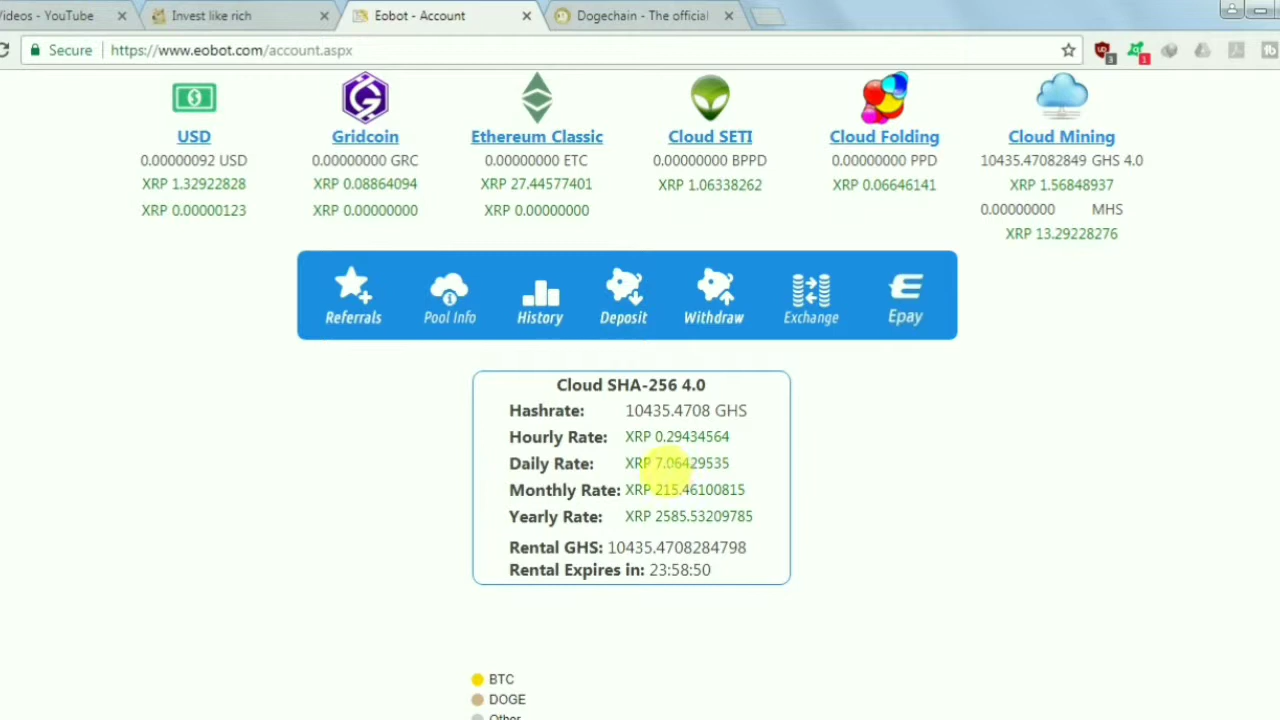 Videos - YouTube
Invest like rich
Eobot - Account
Dogechain - The official
Secure
https://www.eobot.com/account.aspx
3
1
USD
Gridcoin
Ethereum Classic
Cloud SETI
Cloud Folding
Cloud Mining
0.00000092 USD
0.00000000 GRC
0.00000000 ETC
0.00000000 BPPD
0.00000000 PPD
10435.47082849 GHS 4.0
XRP 1.32922828
XRP 0.08864094
XRP 27.44577401
XRP 1.06338262
XRP 0.06646141
XRP 1.56848937
XRP 0.00000123
XRP 0.00000000
XRP 0.00000000
0.00000000 MHS
XRP 13.29228276
Referrals
Pool Info
History
Deposit
Withdraw
Exchange
Epay
Cloud SHA-256 4.0
Hashrate: 10435.4708 GHS
Hourly Rate: XRP 0.29434564
Daily Rate: XRP 7.06429535
Monthly Rate: XRP 215.46100815
Yearly Rate: XRP 2585.53209785
Rental GHS: 10435.4708284798
Rental Expires in: 23:58:50
BTC
DOGE
Other